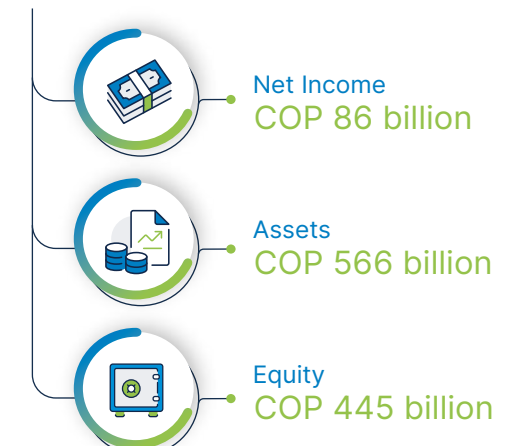 Net Income
COP 86 billion
Assets
COP 566 billion
Equity
COP 445 billion